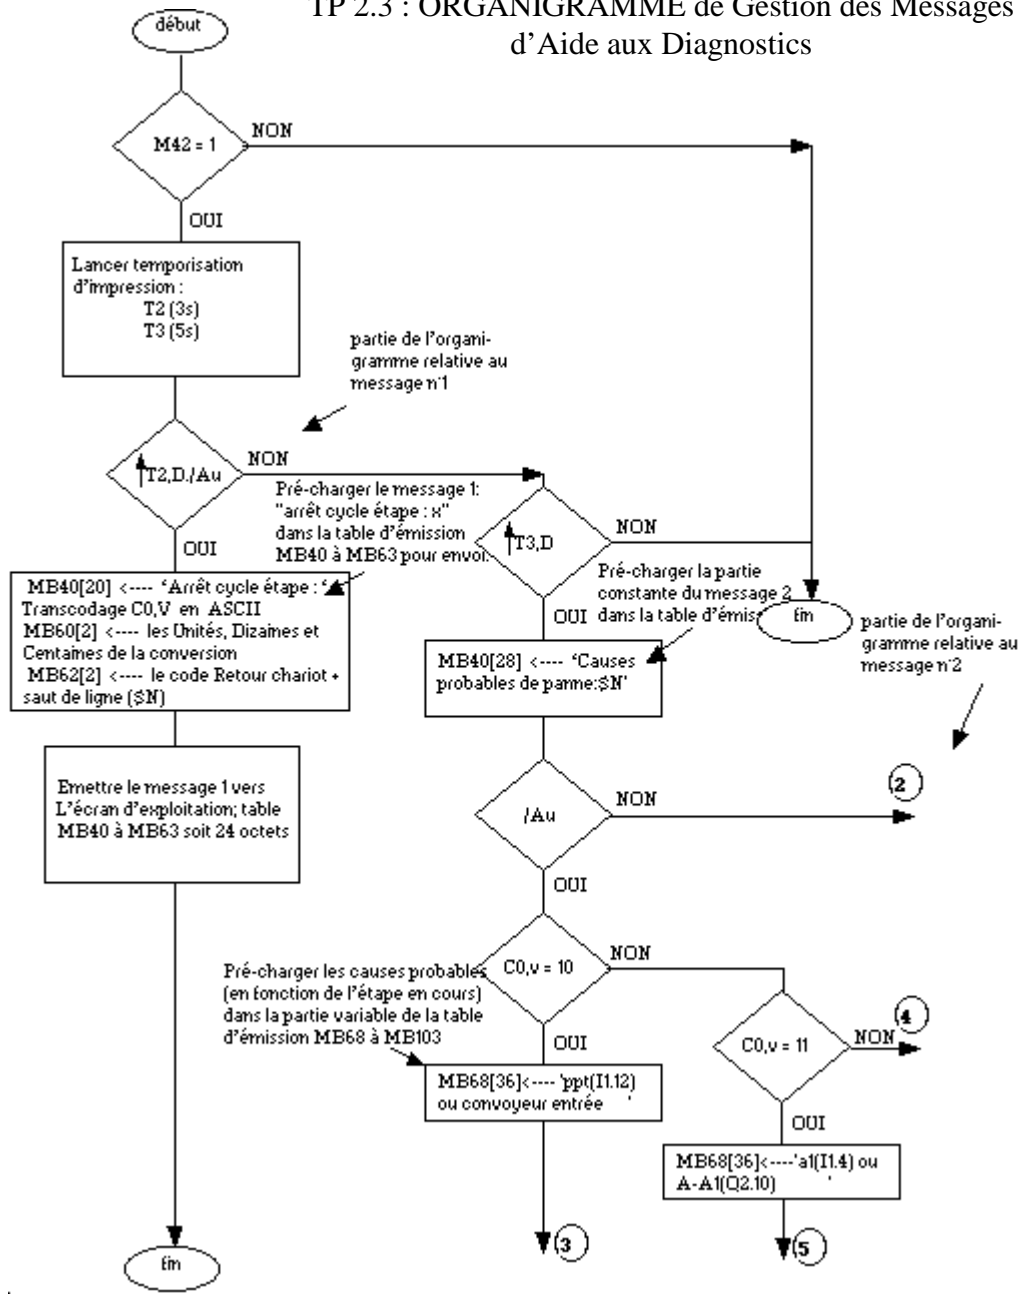 TP 2.3 : ORGANIGRAMME de Gestion des Messages
d'Aide aux Diagnostics
début
M42 = 1
NON
OUI
Lancer temporisation
d'impression :
T2 (3s)
T3 (5s)
partie de l'organi-
gramme relative au
message n°1
T2,D./Au
NON
OUI
Pré-charger le message 1:
"arrêt cycle étape : x"
dans la table d'émission
MB40 à MB63 pour envoi.
T3,D
NON
OUI
MB40[20] <---- 'Arrêt cycle étape : '
Transcodage C0,V en ASCII
MB60[2] <---- les Unités, Dizaines et
Centaines de la conversion
MB62[2] <---- le code Retour chariot +
saut de ligne ($N)
Pré-charger la partie
constante du message 2
dans la table d'émis
fin
partie de l'organi-
gramme relative au
message n°2
MB40[28] <---- 'Causes
probables de panne:$N'
Emettre le message 1 vers
L'écran d'exploitation; table
MB40 à MB63 soit 24 octets
/Au
NON
2
OUI
C0,v = 10
NON
OUI
Pré-charger les causes probables
(en fonction de l'étape en cours)
dans la partie variable de la table
d'émission MB68 à MB103
C0,v = 11
NON
4
OUI
MB68[36]<---- 'ppt(I1.12)
ou convoyeur entrée '
MB68[36]<----'a1(I1.4) ou
A-A1(Q2.10) '
3
5
fin